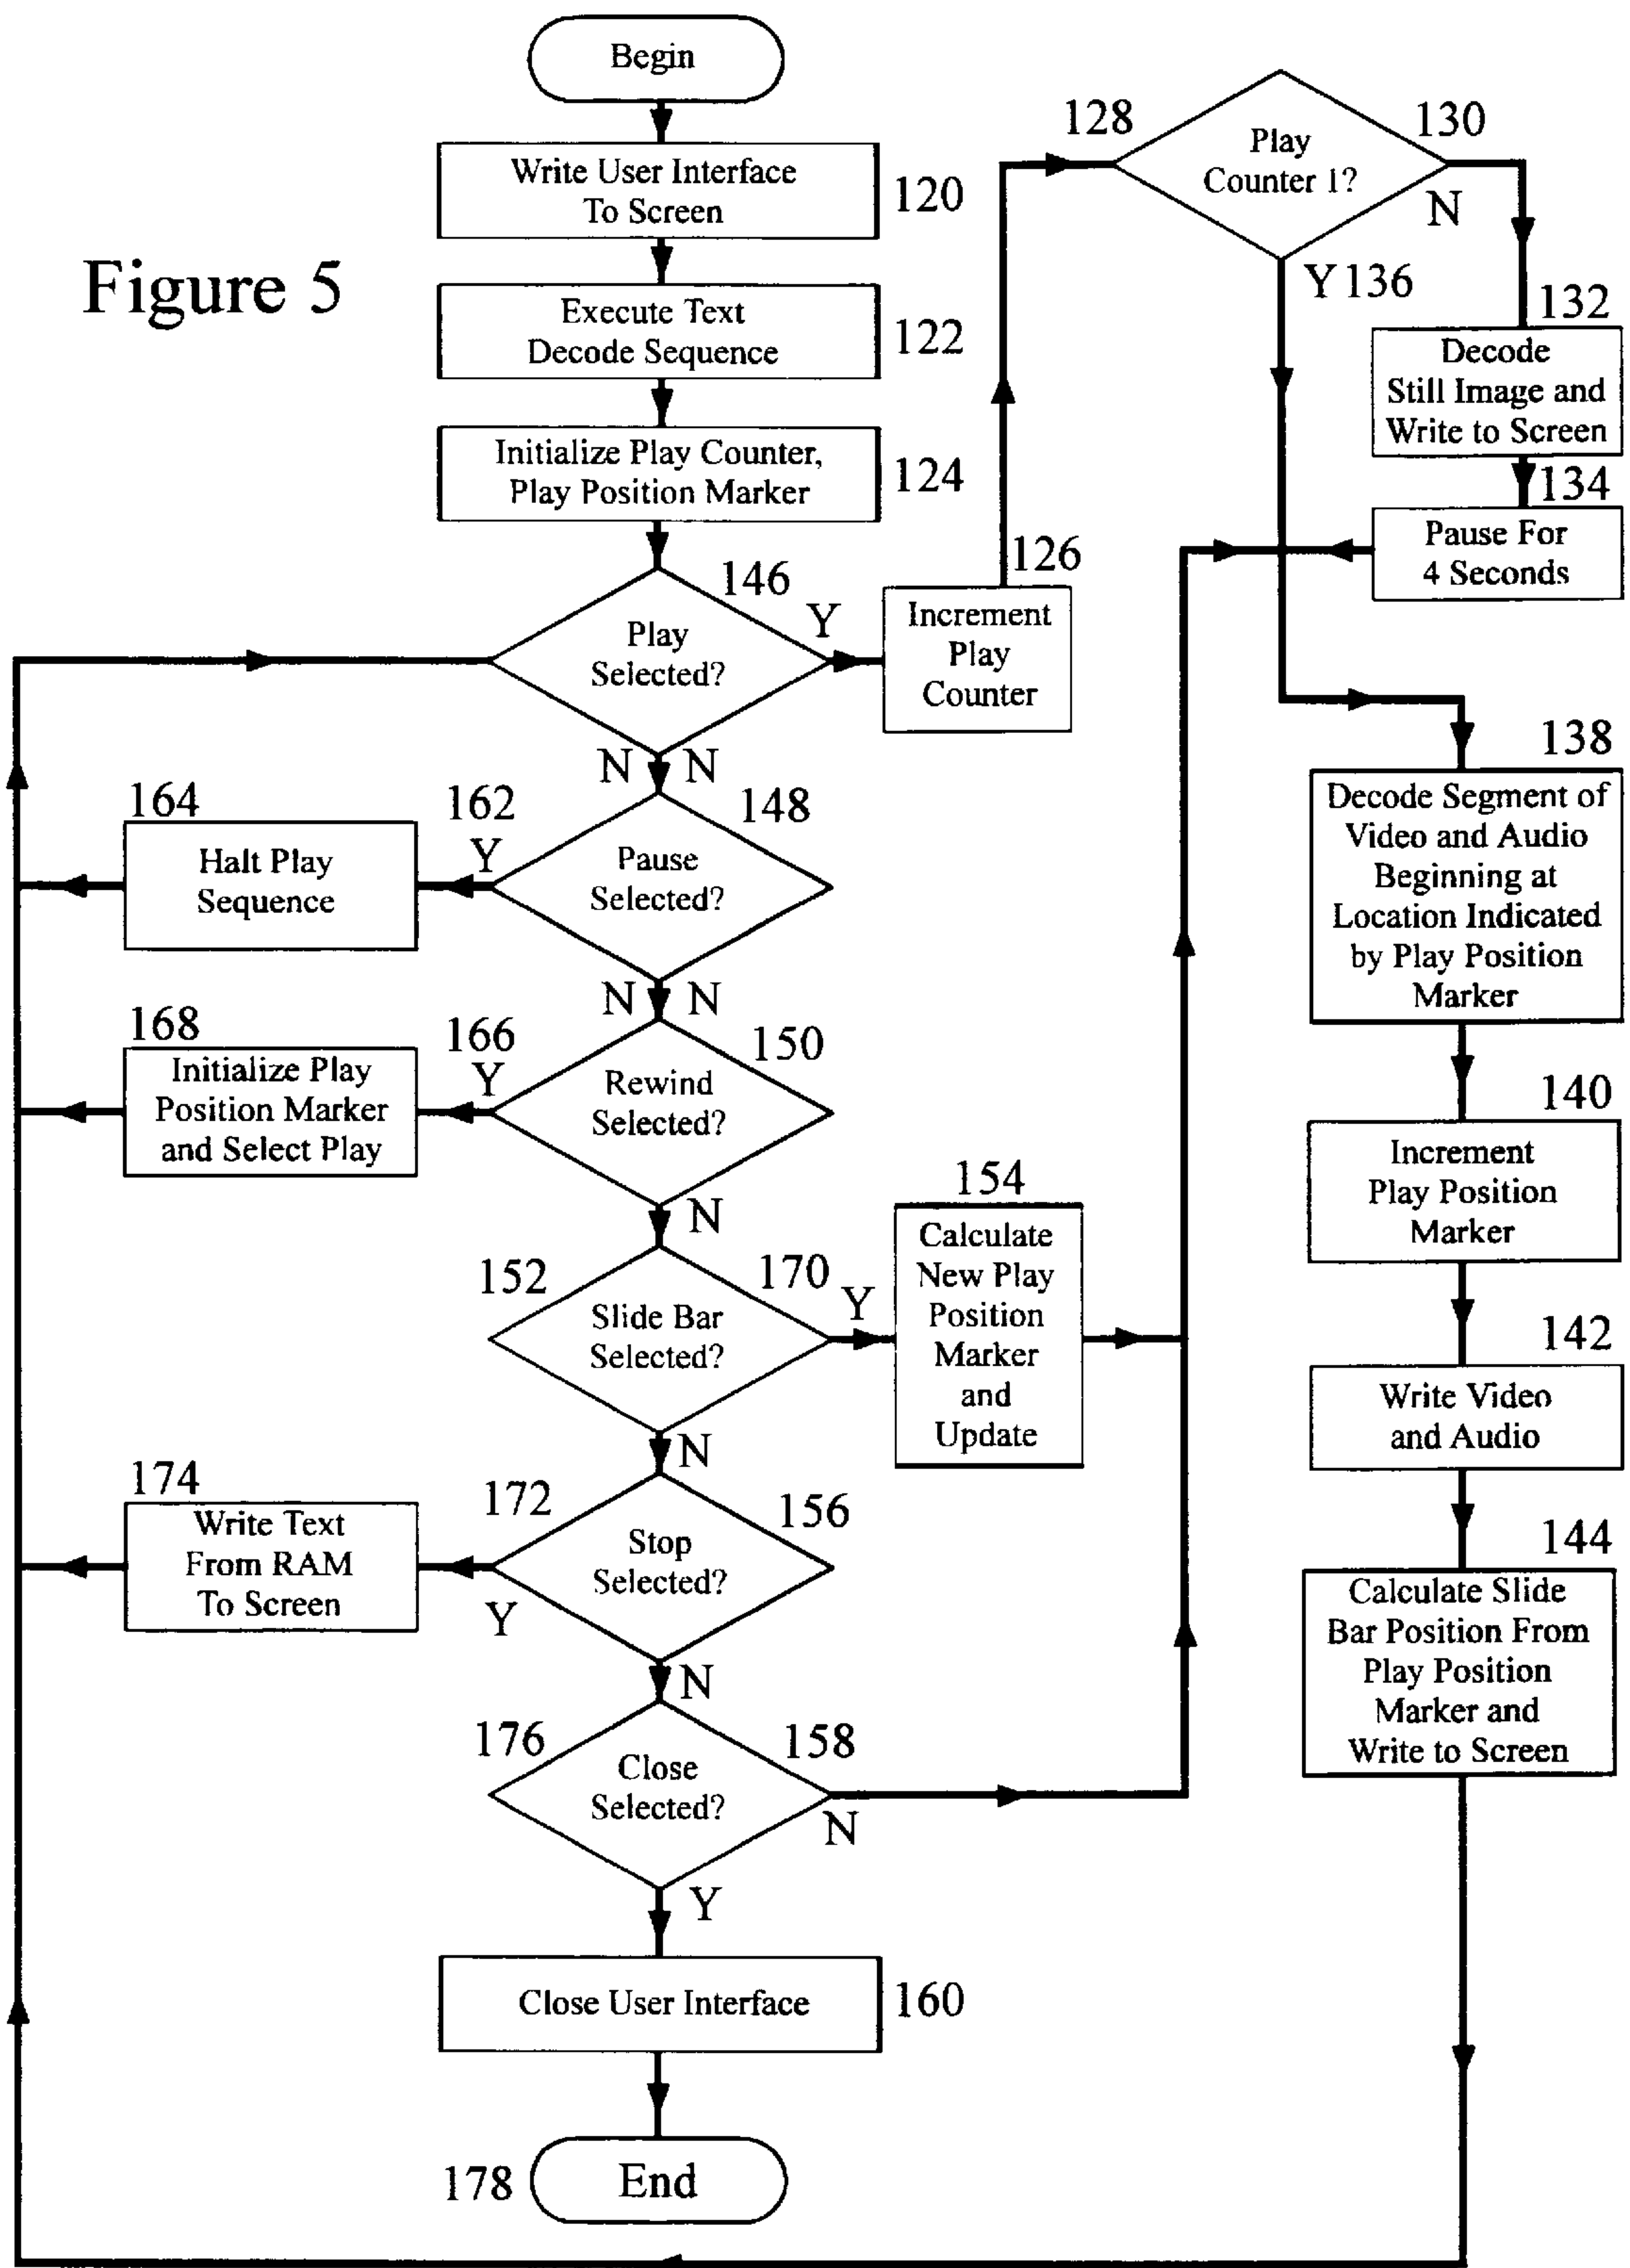 Begin
Write User Interface
To Screen
120
Figure 5
Execute Text
Decode Sequence
122
Initialize Play Counter,
Play Position Marker
124
146
Play
Selected?
Y
N N
126
Increment
Play
Counter
128
Play
Counter 1?
130
N
Y 136
132
Decode
Still Image and
Write to Screen
134
Pause For
4 Seconds
138
Decode Segment of
Video and Audio
Beginning at
Location Indicated
by Play Position
Marker
140
Increment
Play Position
Marker
142
Write Video
and Audio
144
Calculate Slide
Bar Position From
Play Position
Marker and
Write to Screen
164
Halt Play
Sequence
162
Y
148
Pause
Selected?
N N
168
Initialize Play
Position Marker
and Select Play
166
Y
150
Rewind
Selected?
N
152
Slide Bar
Selected?
170
Y
N
154
Calculate
New Play
Position
Marker
and
Update
174
Write Text
From RAM
To Screen
172
Y
156
Stop
Selected?
N
176
Close
Selected?
158
N
Y
Close User Interface
160
178
End